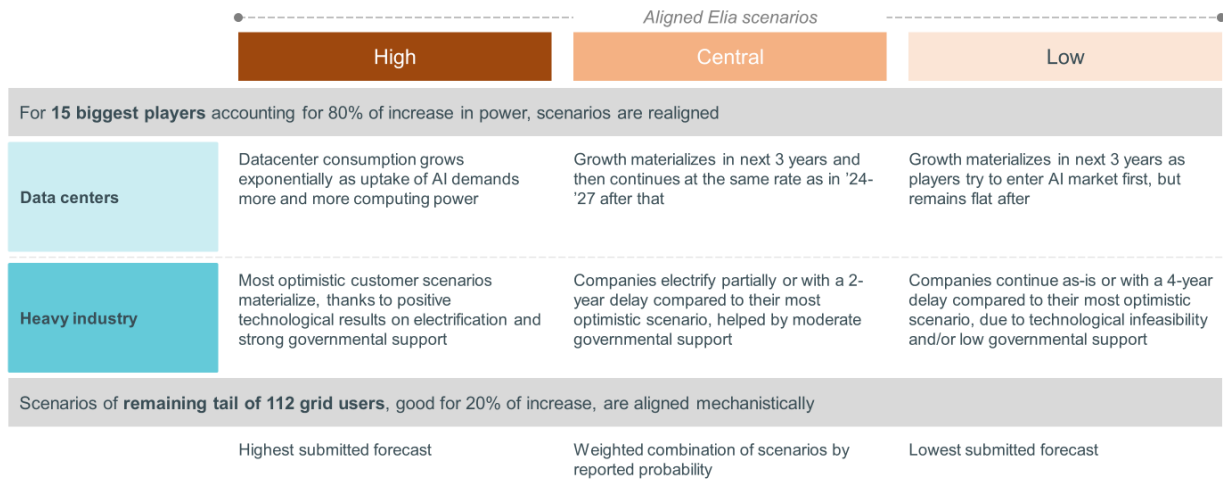 Aligned Elia scenarios
High
Central
Low
For 15 biggest players accounting for 80% of increase in power, scenarios are realigned
Data centers
Datacenter consumption grows
exponentially as uptake of AI demands
more and more computing power
Growth materializes in next 3 years and
then continues at the same rate as in ’24-
’27 after that
Growth materializes in next 3 years as
players try to enter AI market first, but
remains flat after
Heavy industry
Most optimistic customer scenarios
materialize, thanks to positive
technological results on electrification and
strong governmental support
Companies electrify partially or with a 2-
year delay compared to their most
optimistic scenario, helped by moderate
governmental support
Companies continue as-is or with a 4-year
delay compared to their most optimistic
scenario, due to technological infeasibility
and/or low governmental support
Scenarios of remaining tail of 112 grid users, good for 20% of increase, are aligned mechanistically
Highest submitted forecast
Weighted combination of scenarios by
reported probability
Lowest submitted forecast